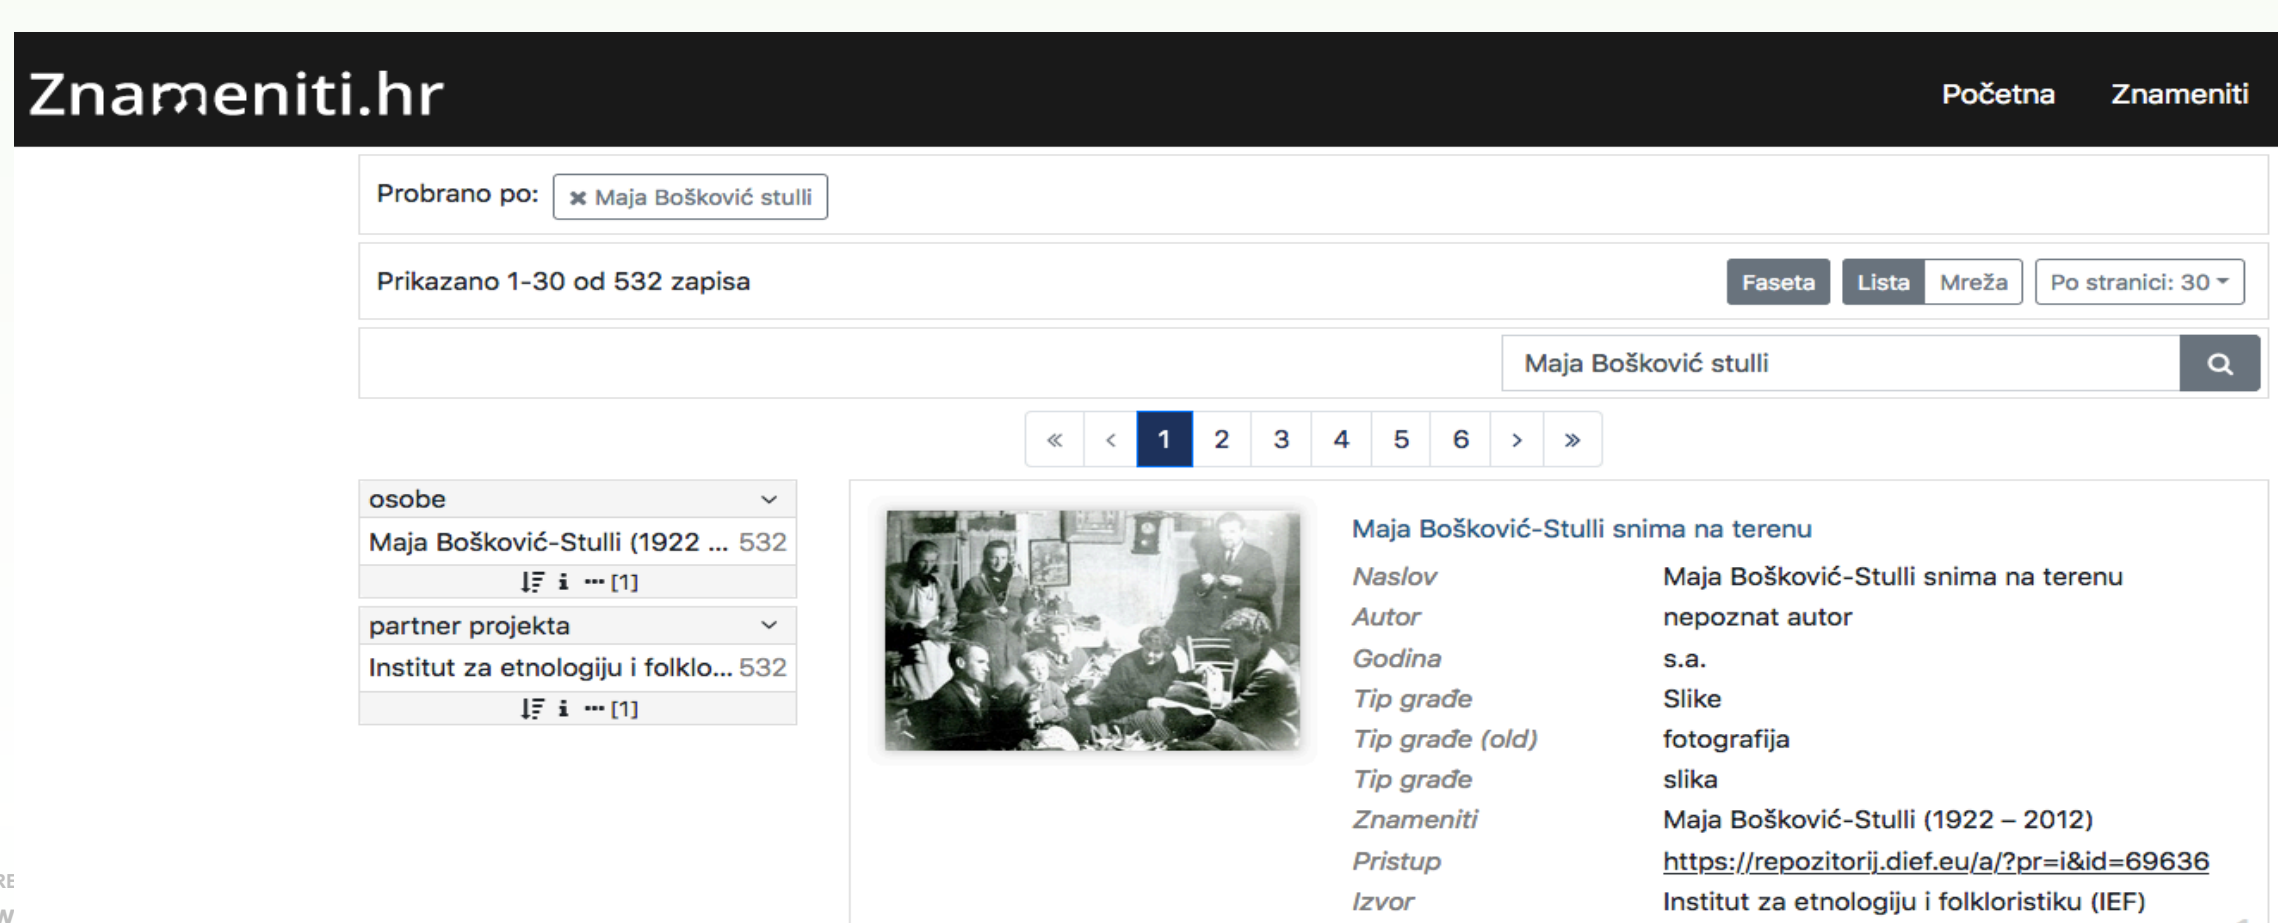 Znameniti.hr
Početna Znameniti
Probrano po: ✖ Maja Bošković stulli
Prikazano 1-30 od 532 zapisa
Faseta Lista Mreža Po stranici: 30
Maja Bošković stulli
« < 1 2 3 4 5 6 > »
osobe
Maja Bošković-Stulli (1922 ... 532
[1]
partner projekta
Institut za etnologiju i folklo... 532
[1]
Maja Bošković-Stulli snima na terenu
Naslov Maja Bošković-Stulli snima na terenu
Autor nepoznat autor
Godina s.a.
Tip građe Slike
Tip građe (old) fotografija
Tip građe slika
Znameniti Maja Bošković-Stulli (1922 – 2012)
Pristup https://repozitorij.dief.eu/a/?pr=i&id=69636
Izvor Institut za etnologiju i folkloristiku (IEF)
RE
W